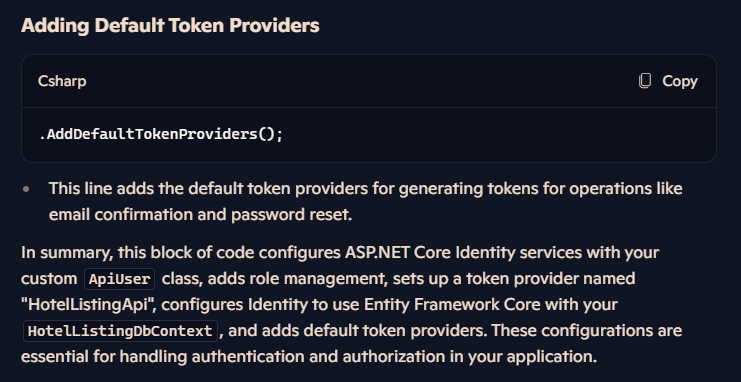 Adding Default Token Providers
Csharp
Copy
.AddDefaultTokenProviders();
• This line adds the default token providers for generating tokens for operations like
email confirmation and password reset.
In summary, this block of code configures ASP.NET Core Identity services with your
custom ApiUser class, adds role management, sets up a token provider named
"HotelListingApi", configures Identity to use Entity Framework Core with your
HotelListingDbContext, and adds default token providers. These configurations are
essential for handling authentication and authorization in your application.